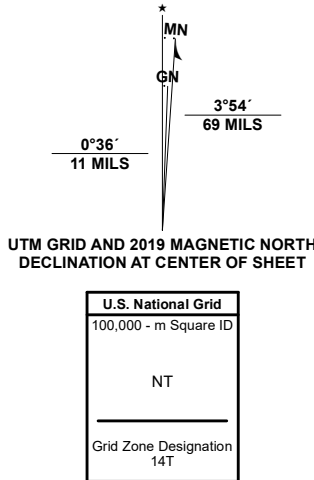 ★
MN
GN
3°54´
69 MILS
0°36´
11 MILS
UTM GRID AND 2019 MAGNETIC NORTH
DECLINATION AT CENTER OF SHEET
U.S. National Grid
100,000 - m Square ID
NT
Grid Zone Designation
14T